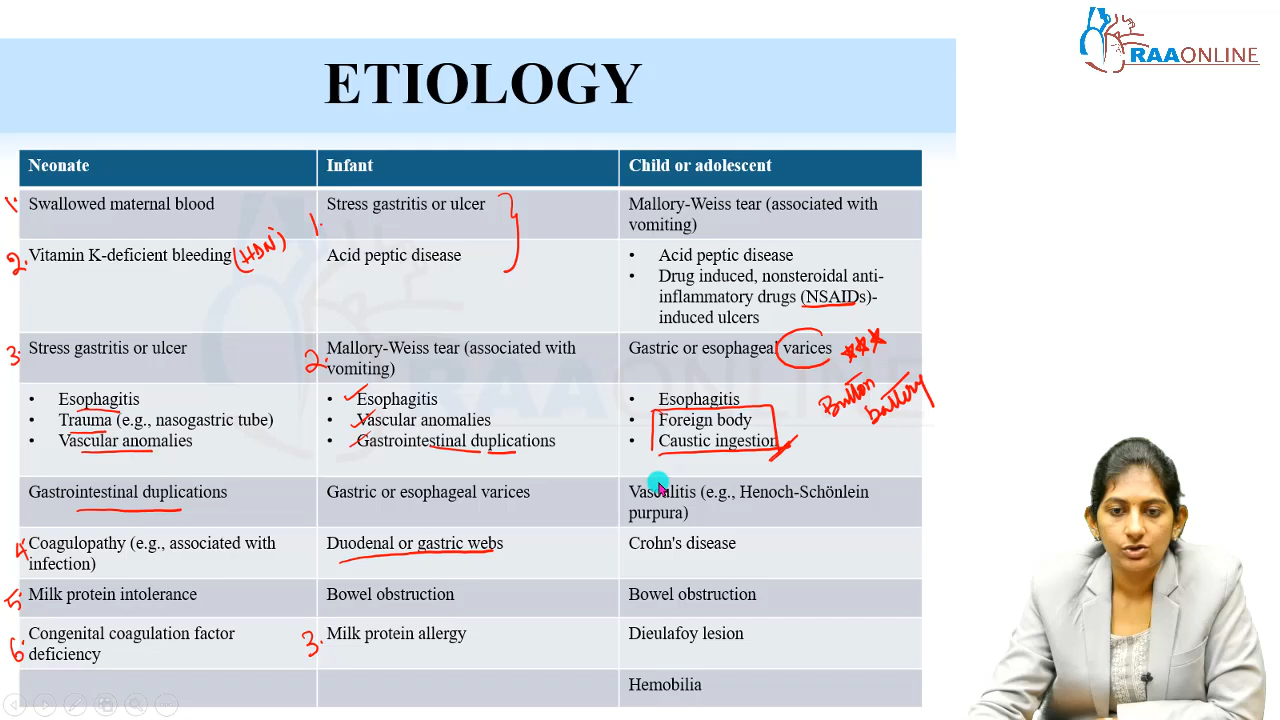 RAAONLINE
ETIOLOGY
Neonate
Infant
Child or adolescent
1.
Swallowed maternal blood
1.
Stress gastritis or ulcer
Mallory-Weiss tear (associated with
vomiting)
2.
Vitamin K-deficient bleeding
(HDN)
Acid peptic disease
• Acid peptic disease
• Drug induced, nonsteroidal anti-
inflammatory drugs (NSAIDs)-
induced ulcers
3.
Stress gastritis or ulcer
2.
Mallory-Weiss tear (associated with
vomiting)
Gastric or esophageal varices
• Esophagitis
• Trauma (e.g., nasogastric tube)
• Vascular anomalies
• Esophagitis
• Vascular anomalies
• Gastrointestinal duplications
• Esophagitis
• Foreign body
• Caustic ingestion
Button
battery
Gastrointestinal duplications
Gastric or esophageal varices
Vasculitis (e.g., Henoch-Schönlein
purpura)
4.
Coagulopathy (e.g., associated with
infection)
Duodenal or gastric webs
Crohn's disease
5.
Milk protein intolerance
Bowel obstruction
Bowel obstruction
6.
Congenital coagulation factor
deficiency
3.
Milk protein allergy
Dieulafoy lesion
Hemobilia
RAAONLINE